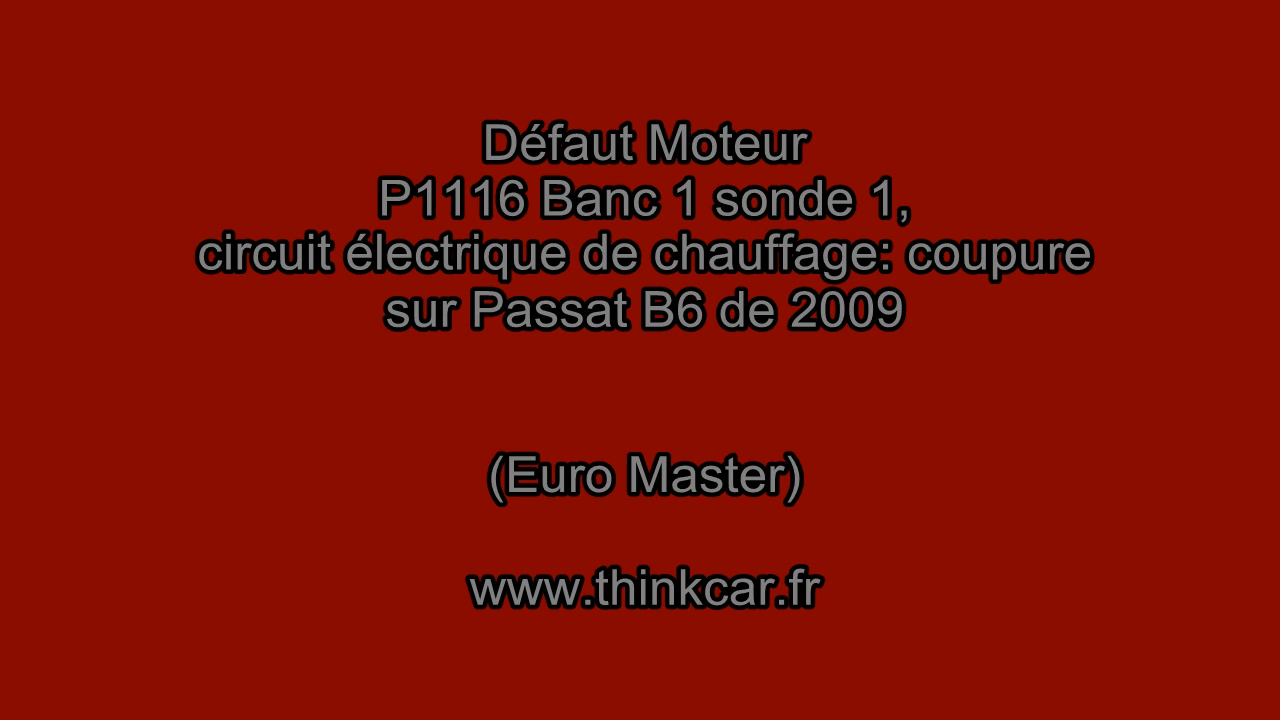 Défaut Moteur
P1116 Banc 1 sonde 1,
circuit électrique de chauffage: coupure
sur Passat B6 de 2009
(Euro Master)
www.thinkcar.fr